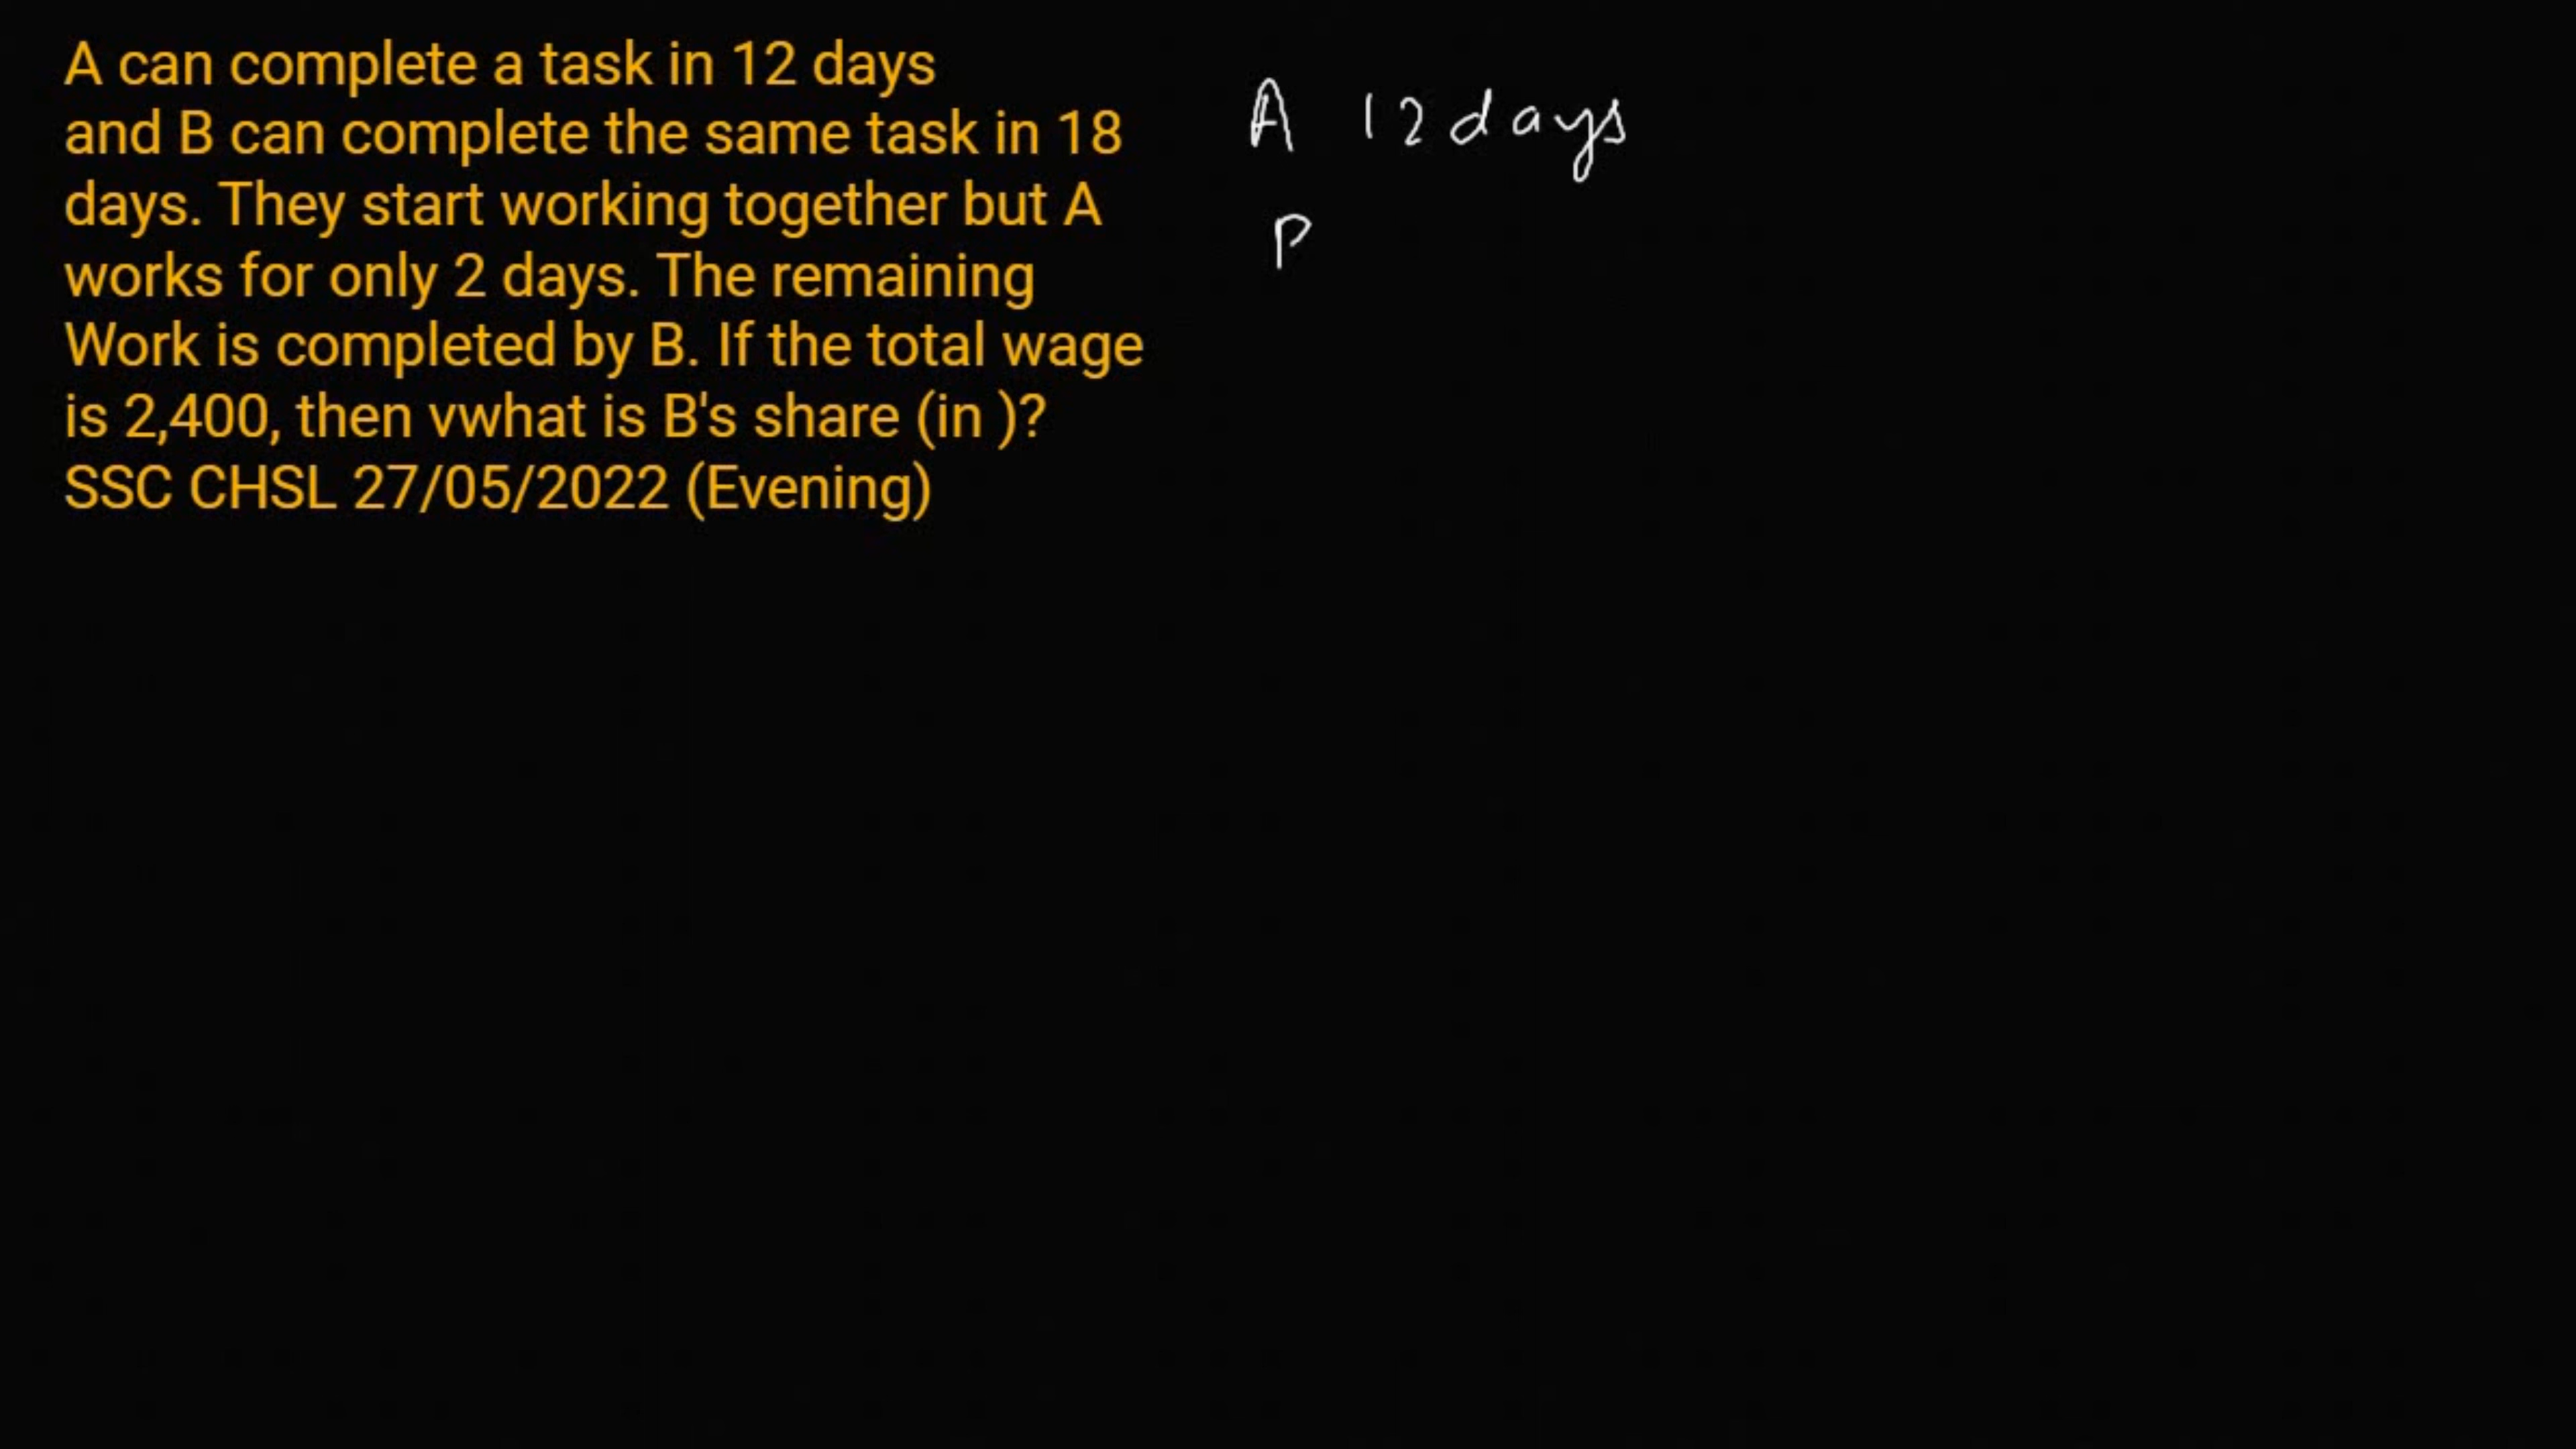 A can complete a task in 12 days
and B can complete the same task in 18
days. They start working together but A
works for only 2 days. The remaining
Work is completed by B. If the total wage
is 2,400, then vwhat is B's share (in )?
SSC CHSL 27/05/2022 (Evening)
A 12 days
P